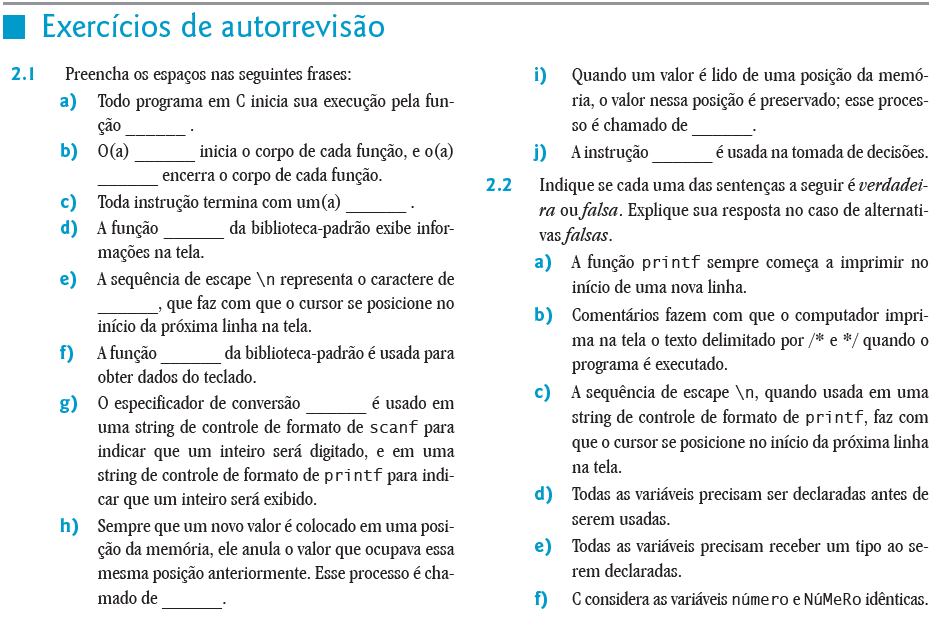 Exercícios de autorrevisão
2.1 Preencha os espaços nas seguintes frases:
a) Todo programa em C inicia sua execução pela fun-
ção ______ .
b) O(a) ______ inicia o corpo de cada função, e o(a)
______ encerra o corpo de cada função.
c) Toda instrução termina com um(a) ______ .
d) A função ______ da biblioteca-padrão exibe infor-
mações na tela.
e) A sequência de escape \n representa o caractere de
______, que faz com que o cursor se posicione no
início da próxima linha na tela.
f) A função ______ da biblioteca-padrão é usada para
obter dados do teclado.
g) O especificador de conversão ______ é usado em
uma string de controle de formato de scanf para
indicar que um inteiro será digitado, e em uma
string de controle de formato de printf para indi-
car que um inteiro será exibido.
h) Sempre que um novo valor é colocado em uma posi-
ção da memória, ele anula o valor que ocupava essa
mesma posição anteriormente. Esse processo é cha-
mado de ______.
i) Quando um valor é lido de uma posição da memó-
ria, o valor nessa posição é preservado; esse proces-
so é chamado de ______.
j) A instrução ______ é usada na tomada de decisões.
2.2 Indique se cada uma das sentenças a seguir é verdadei-
ra ou falsa. Explique sua resposta no caso de alternati-
vas falsas.
a) A função printf sempre começa a imprimir no
início de uma nova linha.
b) Comentários fazem com que o computador impri-
ma na tela o texto delimitado por /* e */ quando o
programa é executado.
c) A sequência de escape \n, quando usada em uma
string de controle de formato de printf, faz com
que o cursor se posicione no início da próxima linha
na tela.
d) Todas as variáveis precisam ser declaradas antes de
serem usadas.
e) Todas as variáveis precisam receber um tipo ao se-
rem declaradas.
f) C considera as variáveis número e NúMeRo idênticas.